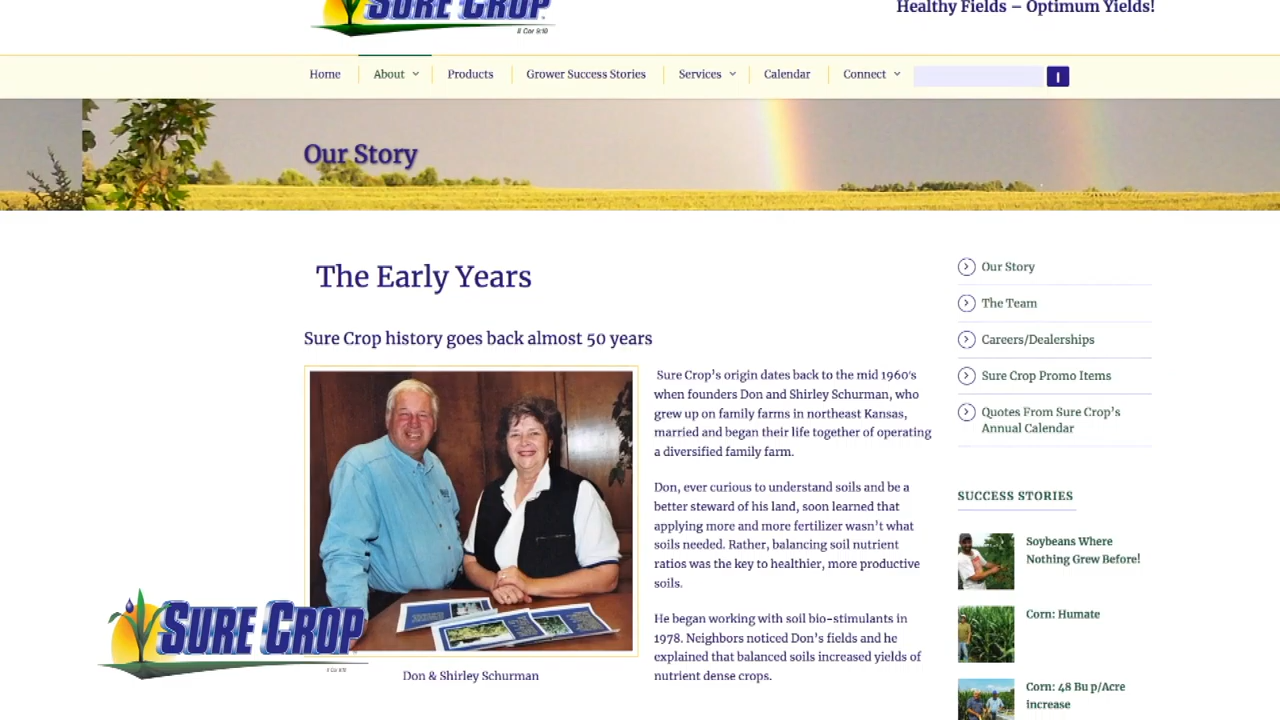 SURE CROP
II Cor 9:10
Healthy Fields – Optimum Yields!
Home
About
Products
Grower Success Stories
Services
Calendar
Connect
Our Story
The Early Years
Sure Crop history goes back almost 50 years
Sure Crop's origin dates back to the mid 1960's
when founders Don and Shirley Schurman, who
grew up on family farms in northeast Kansas,
married and began their life together of operating
a diversified family farm.
Don, ever curious to understand soils and be a
better steward of his land, soon learned that
applying more and more fertilizer wasn't what
soils needed. Rather, balancing soil nutrient
ratios was the key to healthier, more productive
soils.
He began working with soil bio-stimulants in
1978. Neighbors noticed Don's fields and he
explained that balanced soils increased yields of
nutrient dense crops.
Don & Shirley Schurman
SURE CROP
II Cor 9:10
Our Story
The Team
Careers/Dealerships
Sure Crop Promo Items
Quotes From Sure Crop's
Annual Calendar
SUCCESS STORIES
Soybeans Where
Nothing Grew Before!
Corn: Humate
Corn: 48 Bu p/Acre
increase